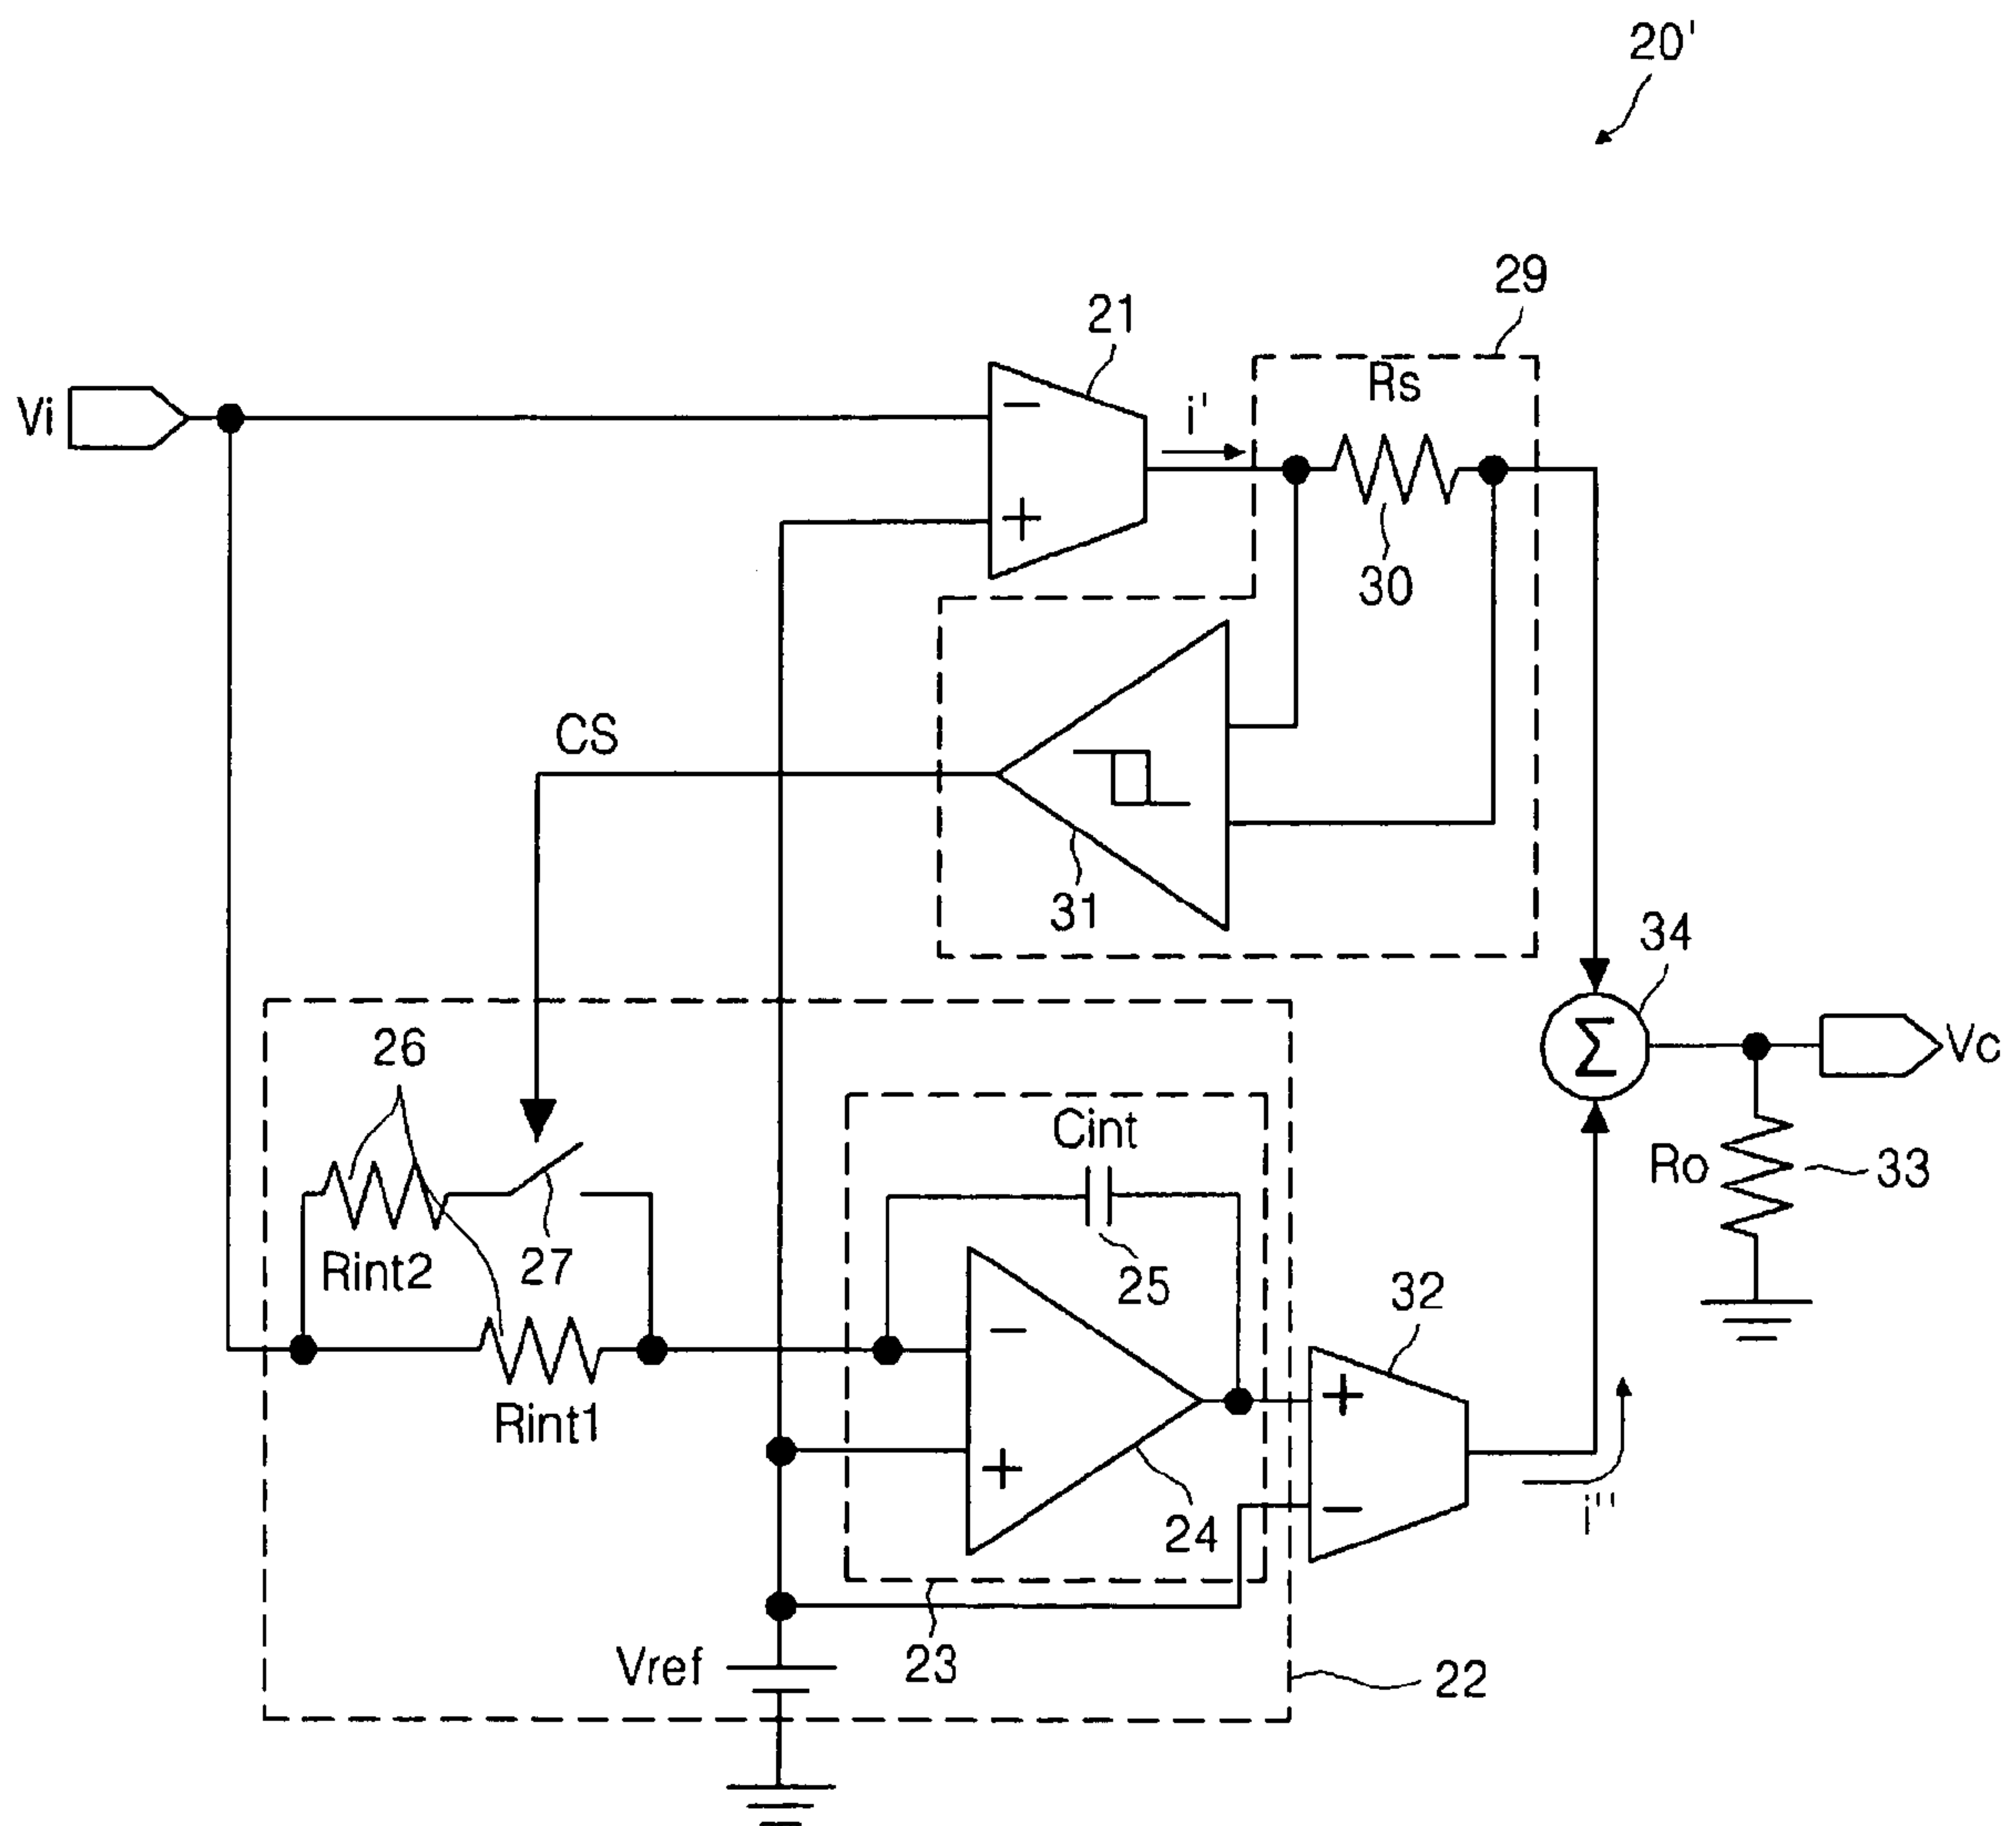 20'
29
21
Rs
Vi
i'
−
+
30
CS
31
34
Σ
Vc
26
Cint
Ro
33
27
Rint2
25
32
−
+
Rint1
+
−
i''
24
23
Vref
22